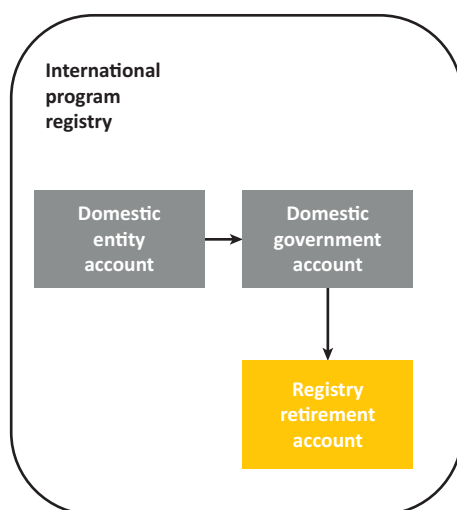 International
program
registry
Domestic
entity
account
Domestic
government
account
Registry
retirement
account